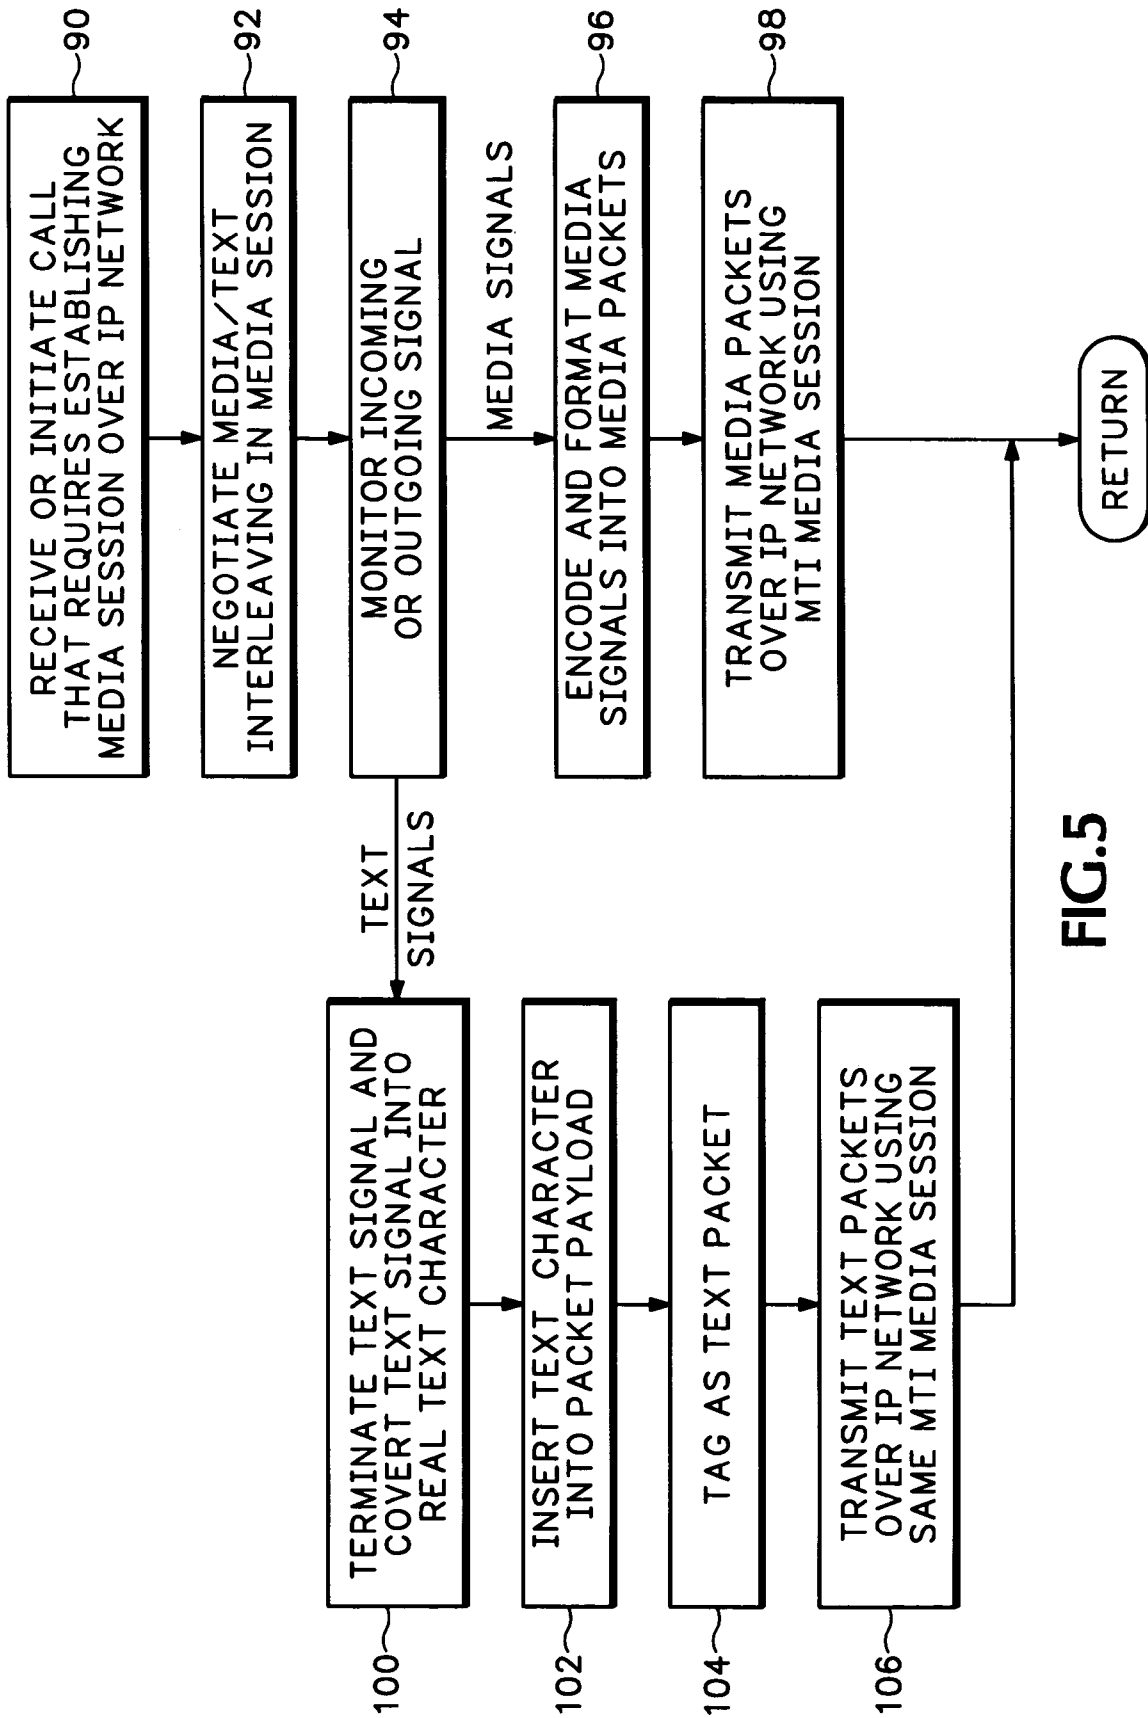 RECEIVE OR INITIATE CALL
THAT REQUIRES ESTABLISHING
MEDIA SESSION OVER IP NETWORK
90
NEGOTIATE MEDIA/TEXT
INTERLEAVING IN MEDIA SESSION
92
MONITOR INCOMING
OR OUTGOING SIGNAL
94
MEDIA SIGNALS
ENCODE AND FORMAT MEDIA
SIGNALS INTO MEDIA PACKETS
96
TRANSMIT MEDIA PACKETS
OVER IP NETWORK USING
MTI MEDIA SESSION
98
TEXT
SIGNALS
TERMINATE TEXT SIGNAL AND
COVERT TEXT SIGNAL INTO
REAL TEXT CHARACTER
100
INSERT TEXT CHARACTER
INTO PACKET PAYLOAD
102
TAG AS TEXT PACKET
104
TRANSMIT TEXT PACKETS
OVER IP NETWORK USING
SAME MTI MEDIA SESSION
106
RETURN
FIG.5